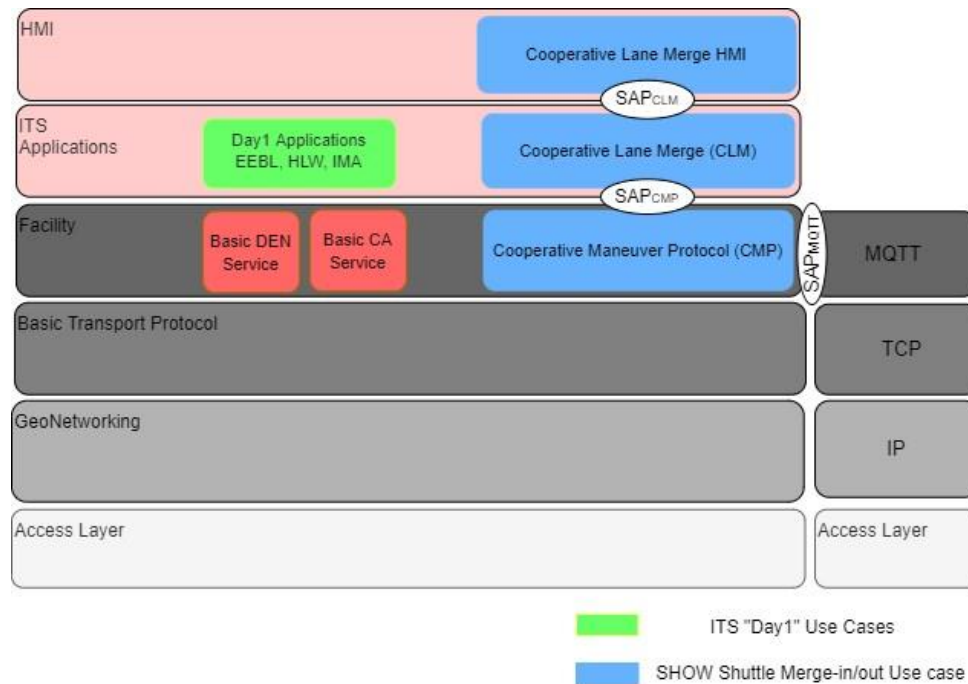 HMI
Cooperative Lane Merge HMI
SAPCLM
ITS
Applications
Day1 Applications
EEBL, HLW, IMA
Cooperative Lane Merge (CLM)
SAPCMP
Facility
Basic DEN
Service
Basic CA
Service
Cooperative Maneuver Protocol (CMP)
SAPMQTT
MQTT
Basic Transport Protocol
TCP
GeoNetworking
IP
Access Layer
Access Layer
ITS "Day1" Use Cases
SHOW Shuttle Merge-in/out Use case